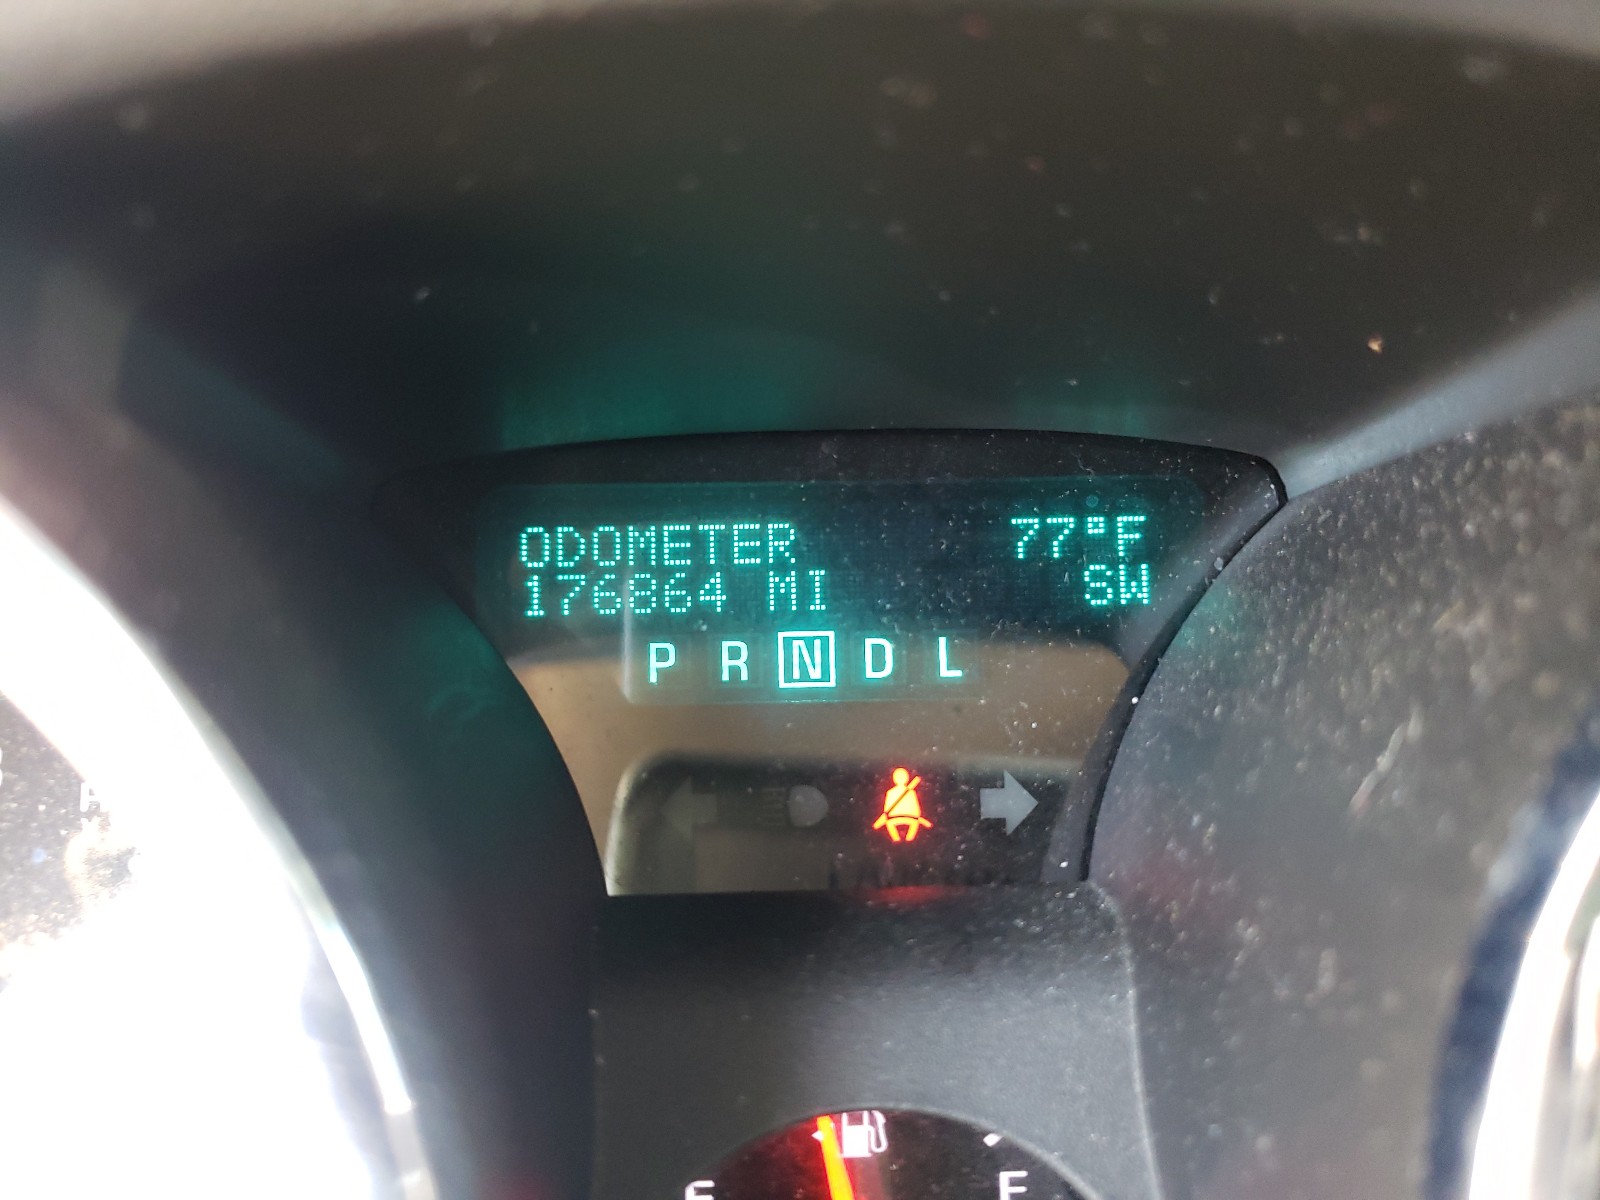 ODOMETER 77°F
176864 MI SW
P R N D L
E F